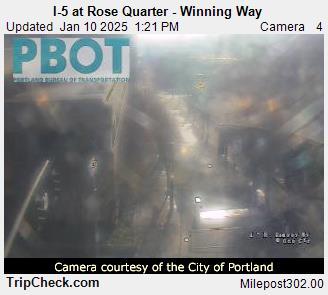 I-5 at Rose Quarter - Winning Way
Updated Jan 10 2025 1:21 PM Camera 4
PBOT
PORTLAND BUREAU OF TRANSPORTATION
Camera courtesy of the City of Portland
TripCheck.com Milepost302.00